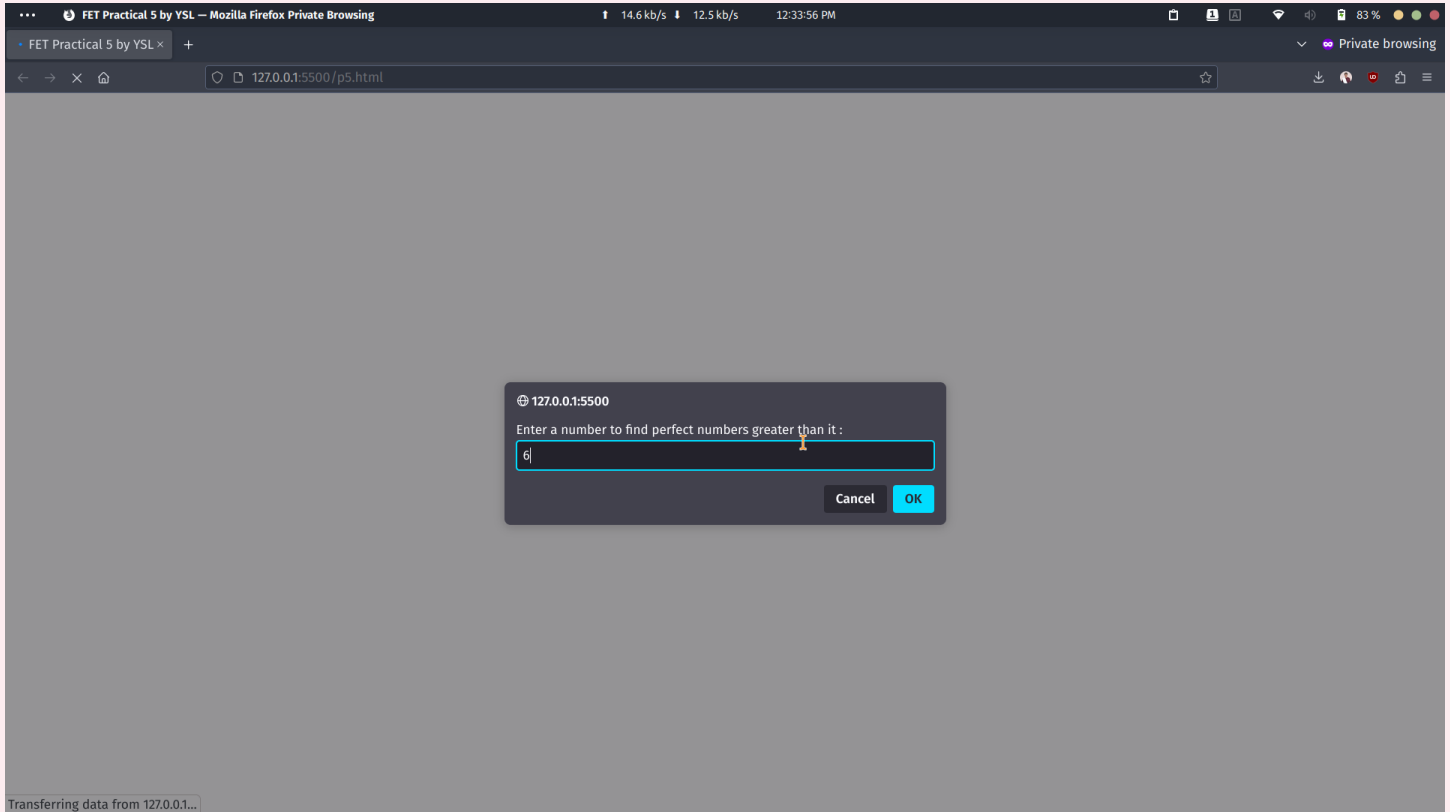 FET Practical 5 by YSL — Mozilla Firefox Private Browsing 14.6 kb/s 12.5 kb/s 12:33:56 PM 1 A 83 %
FET Practical 5 by YSL × + Private browsing
127.0.0.1:5500/p5.html
127.0.0.1:5500
Enter a number to find perfect numbers greater than it :
6
Cancel OK
Transferring data from 127.0.0.1...